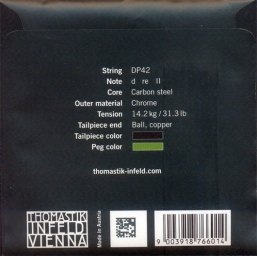 String DP42
Note d re II
Core Carbon steel
Outer material Chrome
Tension 14.2 kg / 31.3 lb
Tailpiece end Ball, copper
Tailpiece color
Peg color
thomastik-infeld.com
THOMASTIK
INFELD
VIENNA
Made in Austria
9 003918 766014